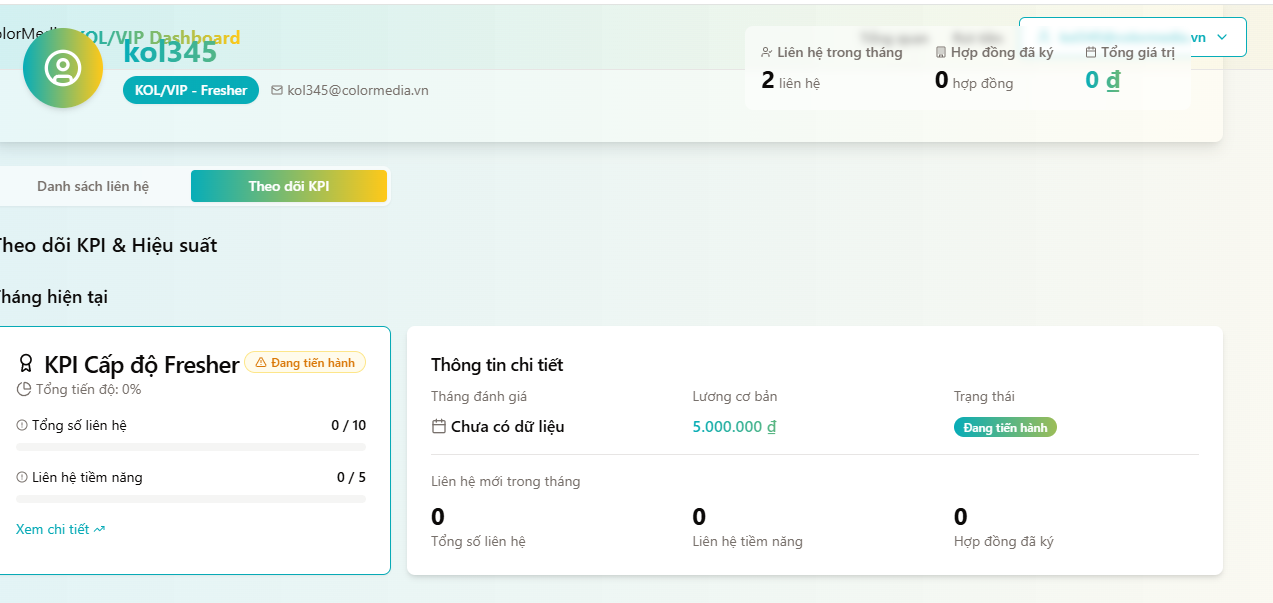 KOL/VIP Dashboard
kol345
KOL/VIP - Fresher
kol345@colormedia.vn
Liên hệ trong tháng
2 liên hệ
Hợp đồng đã ký
0 hợp đồng
Tổng giá trị
0 ₫
Danh sách liên hệ
Theo dõi KPI
Theo dõi KPI & Hiệu suất
Tháng hiện tại
KPI Cấp độ Fresher
Đang tiến hành
Tổng tiến độ: 0%
Tổng số liên hệ
0 / 10
Liên hệ tiềm năng
0 / 5
Xem chi tiết
Thông tin chi tiết
Tháng đánh giá
Chưa có dữ liệu
Lương cơ bản
5.000.000 ₫
Trạng thái
Đang tiến hành
Liên hệ mới trong tháng
0
Tổng số liên hệ
0
Liên hệ tiềm năng
0
Hợp đồng đã ký